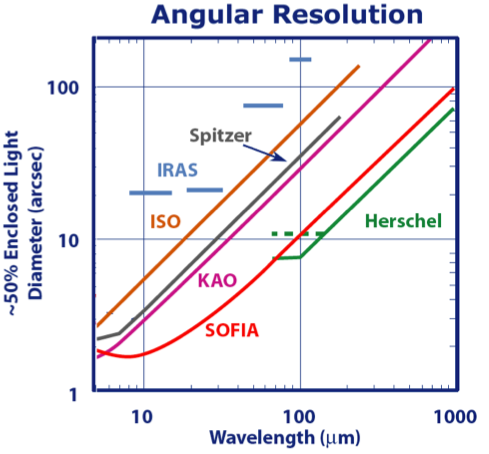 Angular Resolution
~50% Enclosed Light
Diameter (arcsec)
100
10
1
Spitzer
IRAS
ISO
Herschel
KAO
SOFIA
10
100
1000
Wavelength (μm)